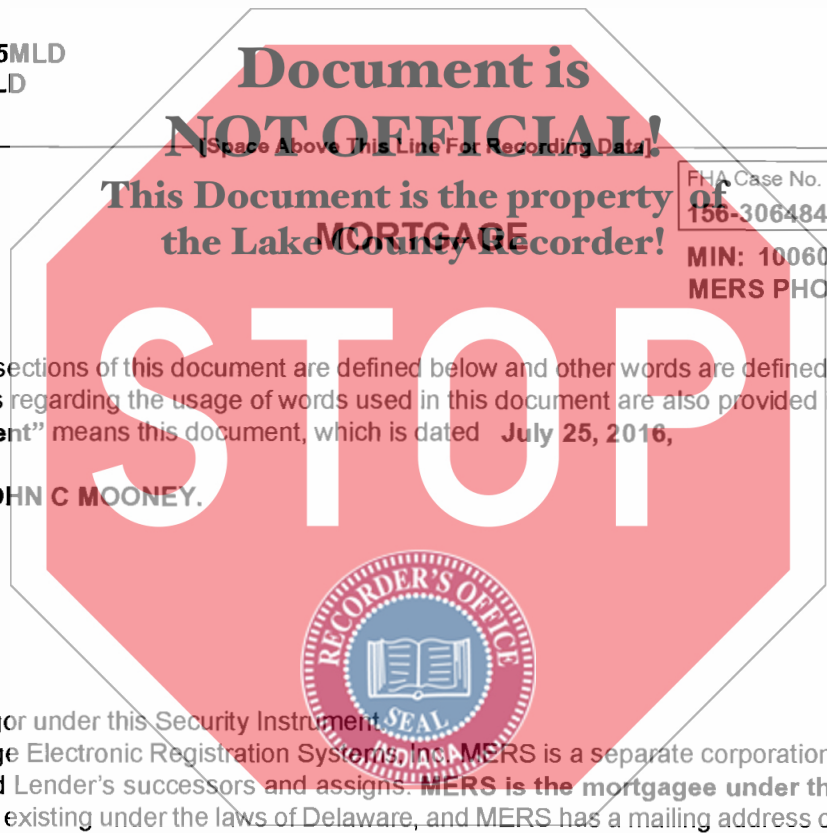 5MLD
LD
Document is
NOT OFFICIAL!
[Space Above This Line For Recording Data]
This Document is the property of
the Lake County Recorder!
FHA Case No.
156-306484
MORTGAGE
MIN: 10060
MERS PHO
STOP
sections of this document are defined below and other words are defined
s regarding the usage of words used in this document are also provided
ent” means this document, which is dated July 25, 2016,
OHN C MOONEY.
RECORDER'S OFFICE
SEAL
INDIANA
gor under this Security Instrument.
ge Electronic Registration Systems, Inc. MERS is a separate corporation
d Lender's successors and assigns. MERS is the mortgagee under th
existing under the laws of Delaware, and MERS has a mailing address o